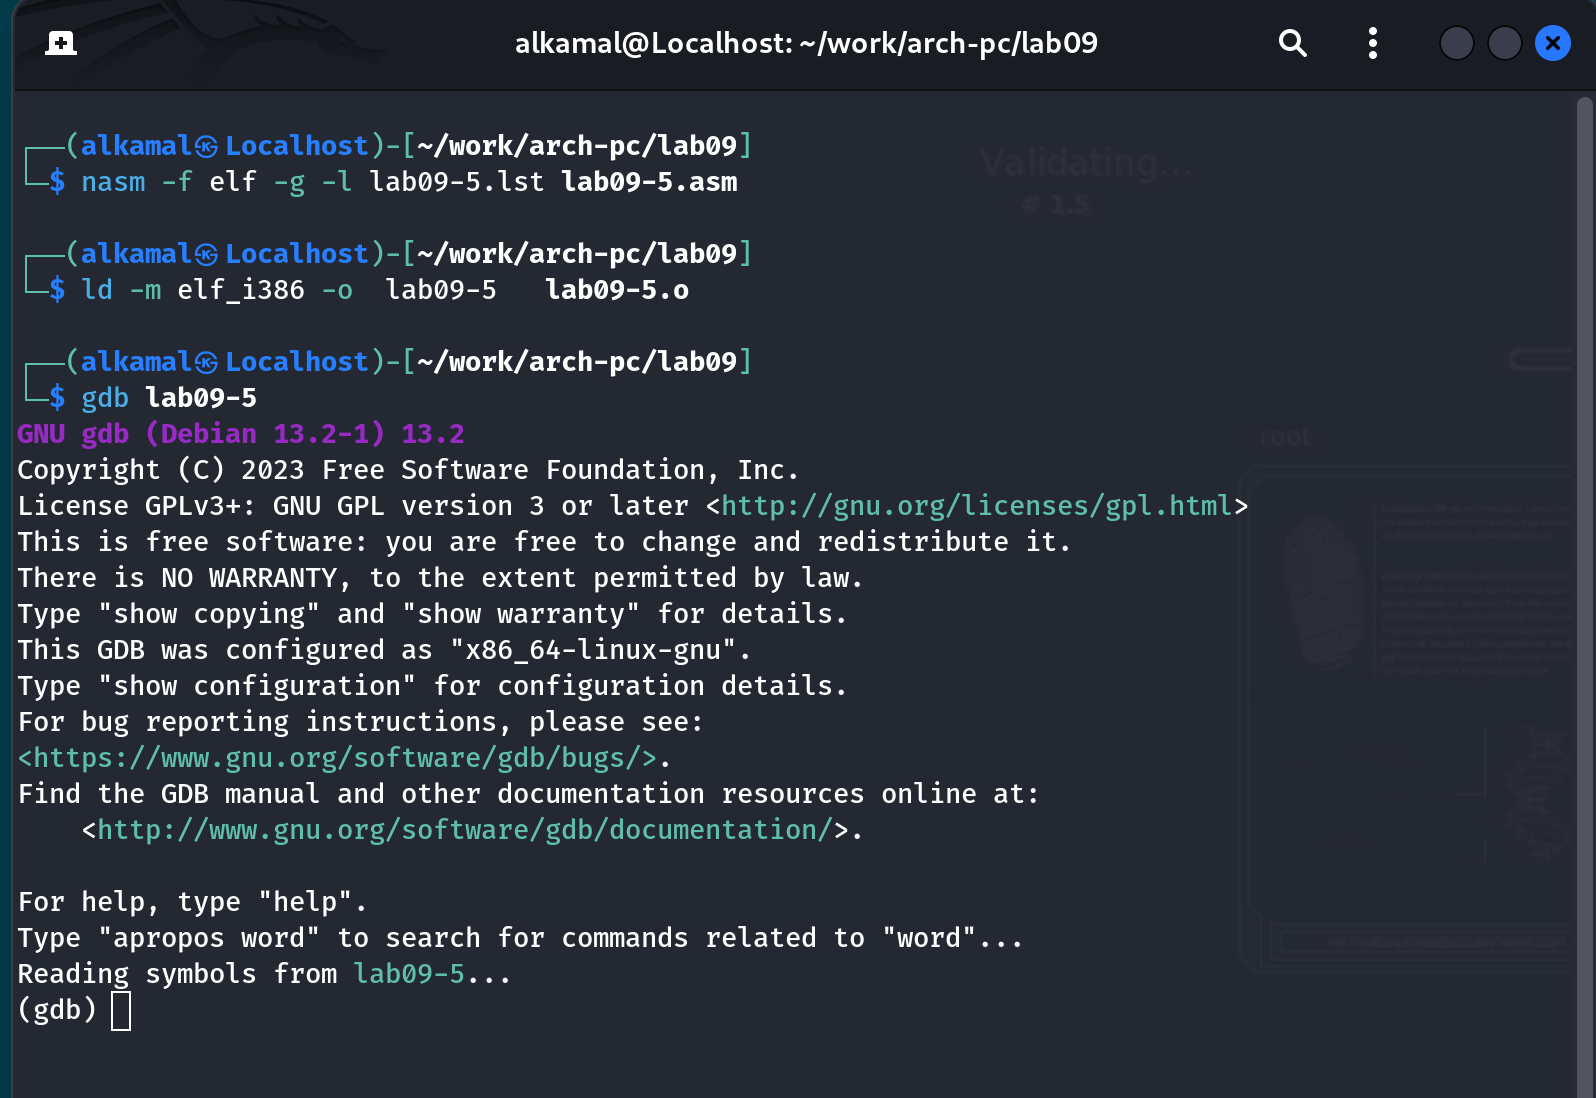 alkamal@Localhost: ~/work/arch-pc/lab09
Validating...
# 1.5
┌──(alkamal㉿Localhost)-[~/work/arch-pc/lab09]
└─$ nasm -f elf -g -l lab09-5.lst lab09-5.asm
┌──(alkamal㉿Localhost)-[~/work/arch-pc/lab09]
└─$ ld -m elf_i386 -o  lab09-5   lab09-5.o
┌──(alkamal㉿Localhost)-[~/work/arch-pc/lab09]
└─$ gdb lab09-5
GNU gdb (Debian 13.2-1) 13.2
root
Copyright (C) 2023 Free Software Foundation, Inc.
License GPLv3+: GNU GPL version 3 or later <http://gnu.org/licenses/gpl.html>
This is free software: you are free to change and redistribute it.
There is NO WARRANTY, to the extent permitted by law.
Type "show copying" and "show warranty" for details.
This GDB was configured as "x86_64-linux-gnu".
Type "show configuration" for configuration details.
For bug reporting instructions, please see:
<https://www.gnu.org/software/gdb/bugs/>.
Find the GDB manual and other documentation resources online at:
    <http://www.gnu.org/software/gdb/documentation/>.
For help, type "help".
Type "apropos word" to search for commands related to "word"...
Reading symbols from lab09-5...
(gdb)